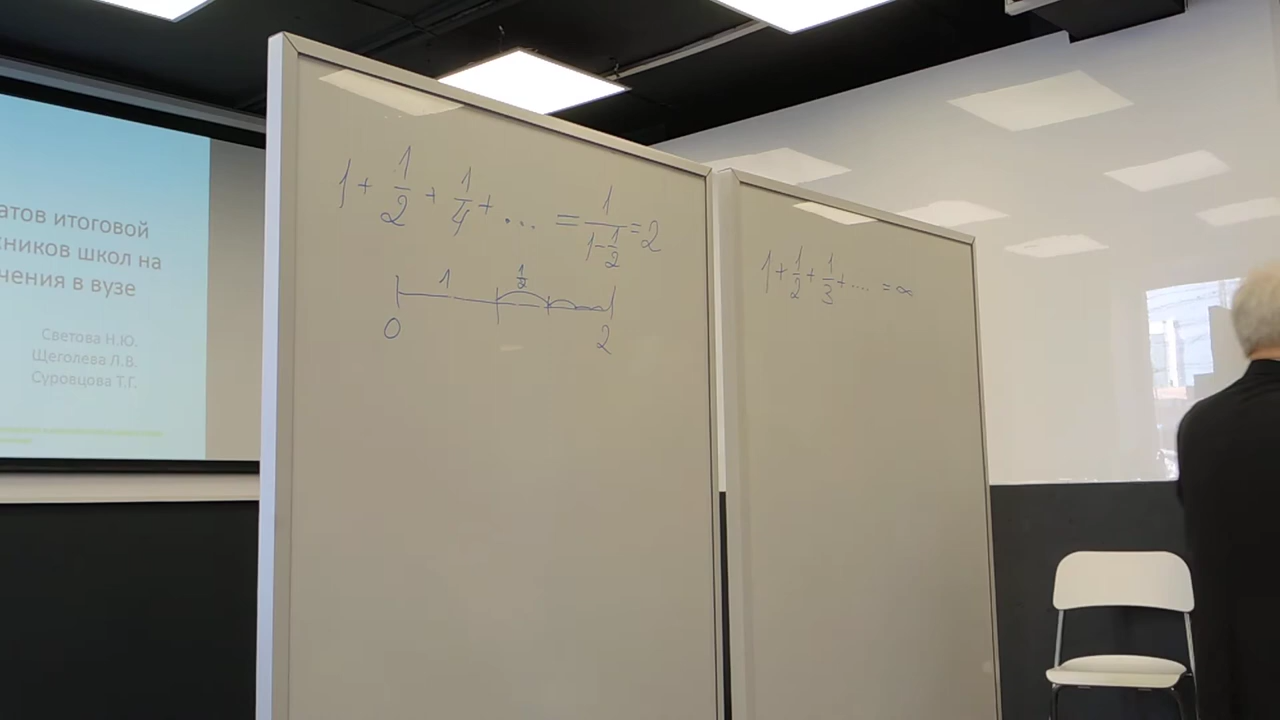 атов итоговой
ников школ на
чения в вузе
Светова Н.Ю.
Щеголева Л.В.
Суровцова Т.Г.
1 + 1/2 + 1/4 + ... = 1/(1-1/2) = 2
1 1/2
0 2
1 + 1/2 + 1/3 + .... = ∞